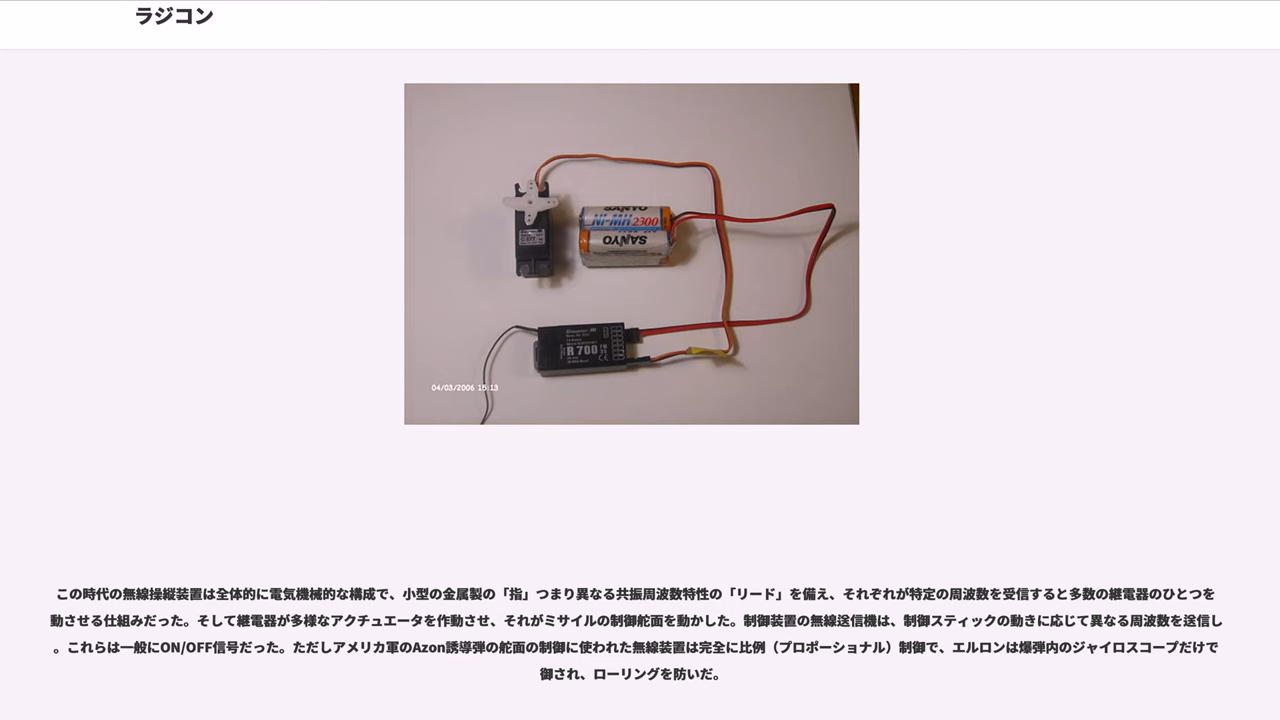 ラジコン
SANYO
Ni-MH 2300
SANYO
R 700
04/03/2006 15:13
この時代の無線操縦装置は全体的に電気機械的な構成で、小型の金属製の「指」つまり異なる共振周波数特性の「リード」を備え、それぞれが特定の周波数を受信すると多数の継電器のひとつを
動させる仕組みだった。そして継電器が多様なアクチュエータを作動させ、それがミサイルの制御舵面を動かした。制御装置の無線送信機は、制御スティックの動きに応じて異なる周波数を送信し
。これらは一般にON/OFF信号だった。ただしアメリカ軍のAzon誘導弾の舵面の制御に使われた無線装置は完全に比例（プロポーショナル）制御で、エルロンは爆弾内のジャイロスコープだけで
御され、ローリングを防いだ。